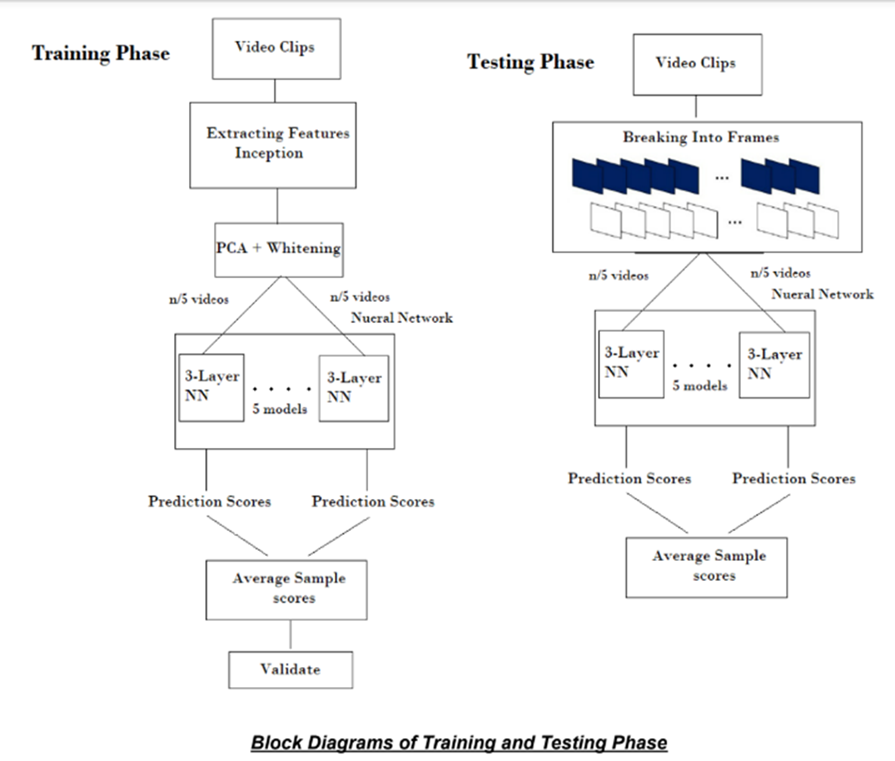 Training Phase
Video Clips
Extracting Features
Inception
PCA + Whitening
n/5 videos
n/5 videos
Nueral Network
3-Layer
NN
. . . .
5 models
3-Layer
NN
Prediction Scores
Prediction Scores
Average Sample
scores
Validate
Testing Phase
Video Clips
Breaking Into Frames
...
...
n/5 videos
n/5 videos
Nueral Network
3-Layer
NN
. . . .
5 models
3-Layer
NN
Prediction Scores
Prediction Scores
Average Sample
scores
Block Diagrams of Training and Testing Phase